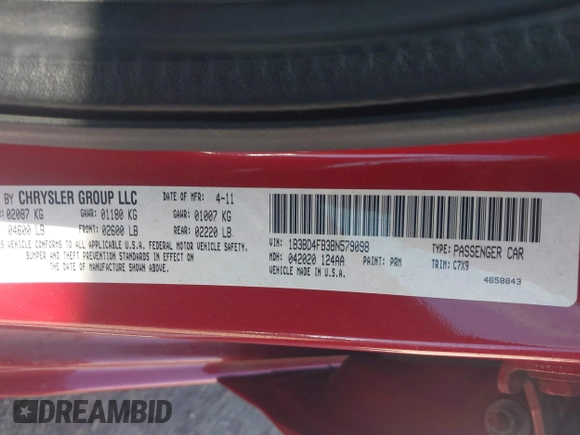 BY CHRYSLER GROUP LLC DATE OF MFR: 4-11
02087 KG GAWR: 01180 KG GAWR: 01007 KG
04600 LB FRONT: 02600 LB REAR: 02220 LB
VEHICLE CONFORMS TO ALL APPLICABLE U.S.A. FEDERAL MOTOR VEHICLE SAFETY,
BUMPER AND THEFT PREVENTION STANDARDS IN EFFECT ON
THE DATE OF MANUFACTURE SHOWN ABOVE.
VIN: 1B3BD4FB3BN579098 TYPE: PASSENGER CAR
MDH: 042020 124AA PAINT: PRM TRIM: C7X9
VEHICLE MADE IN U.S.A. 4658843
DREAMBID